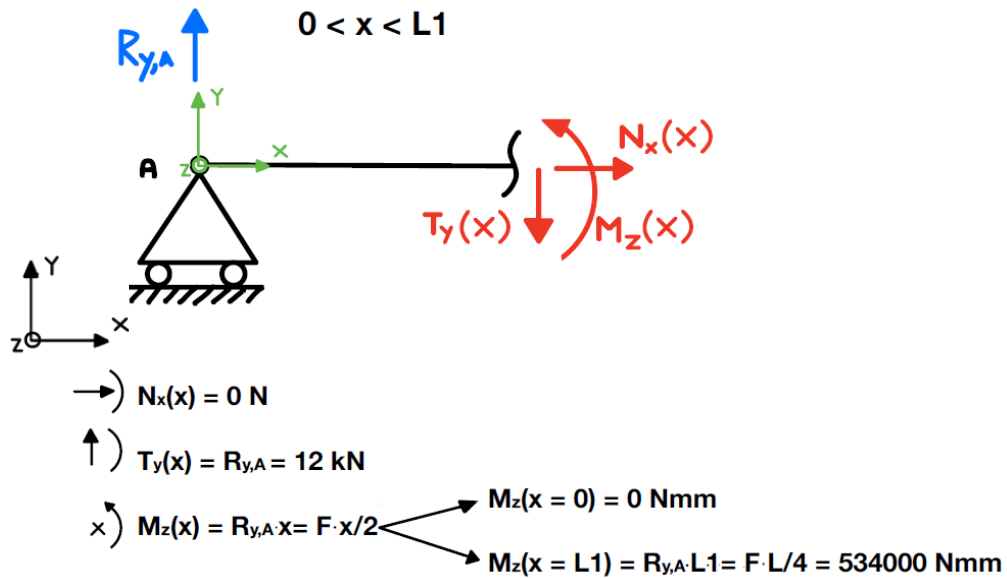 0 < x < L1
Ry,A
Y
X
A
Z
Nx(x)
Ty(x)
Mz(x)
Y
X
Z
Nx(x) = 0 N
Ty(x) = Ry,A = 12 kN
Mz(x = 0) = 0 Nmm
x
Mz(x) = Ry,A·x= F·x/2
Mz(x = L1) = Ry,A·L1= F·L/4 = 534000 Nmm